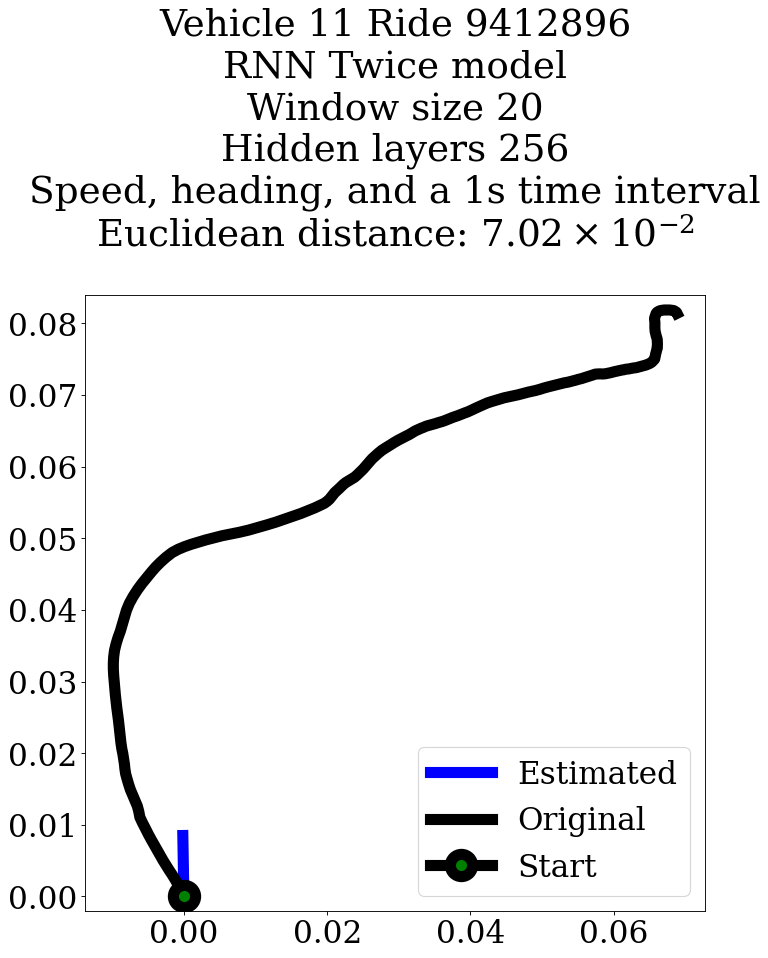 Vehicle 11 Ride 9412896
RNN Twice model
Window size 20
Hidden layers 256
Speed, heading, and a 1s time interval
Euclidean distance: 7.02 × 10⁻²
0.08
0.07
0.06
0.05
0.04
0.03
0.02
0.01
0.00
Estimated
Original
Start
0.00 0.02 0.04 0.06